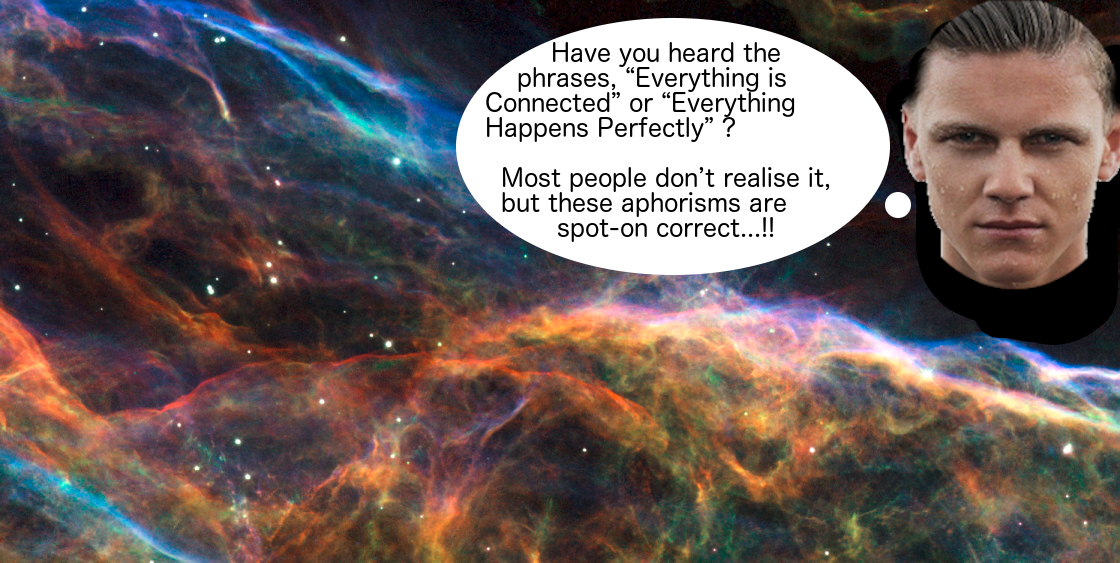 Have you heard the
phrases, “Everything is
Connected” or “Everything
Happens Perfectly” ?
Most people don’t realise it,
but these aphorisms are
spot-on correct...!!